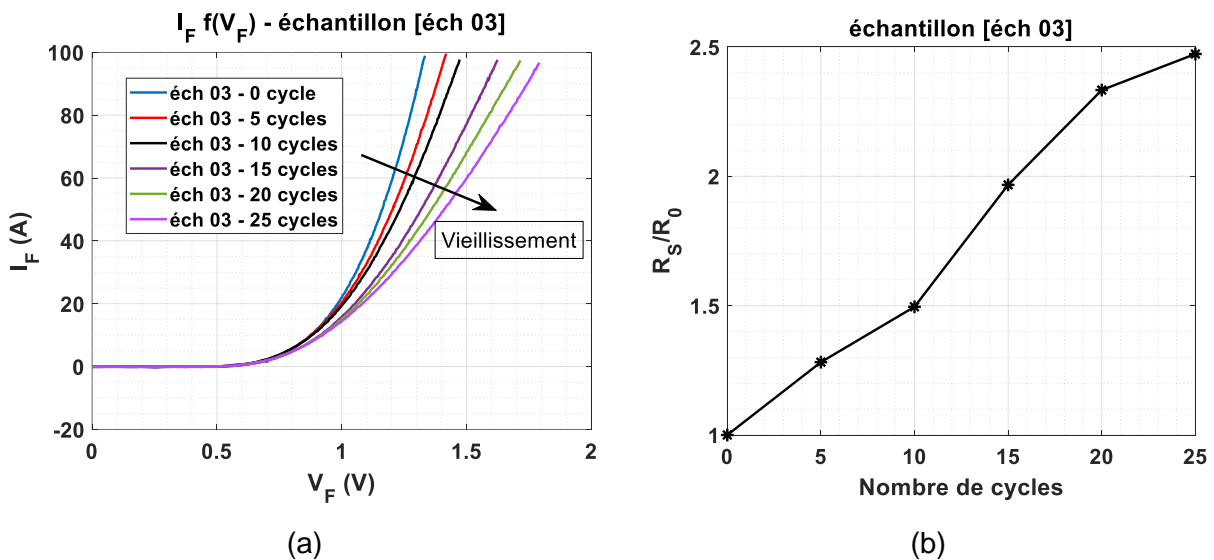 I_F f(V_F) - échantillon [éch 03]
100
80
60
40
20
0
-20
I_F (A)
éch 03 - 0 cycle
éch 03 - 5 cycles
éch 03 - 10 cycles
éch 03 - 15 cycles
éch 03 - 20 cycles
éch 03 - 25 cycles
Vieillissement
0 0.5 1 1.5 2
V_F (V)
(a)
échantillon [éch 03]
2.5
2
1.5
1
R_S/R_0
0 5 10 15 20 25
Nombre de cycles
(b)